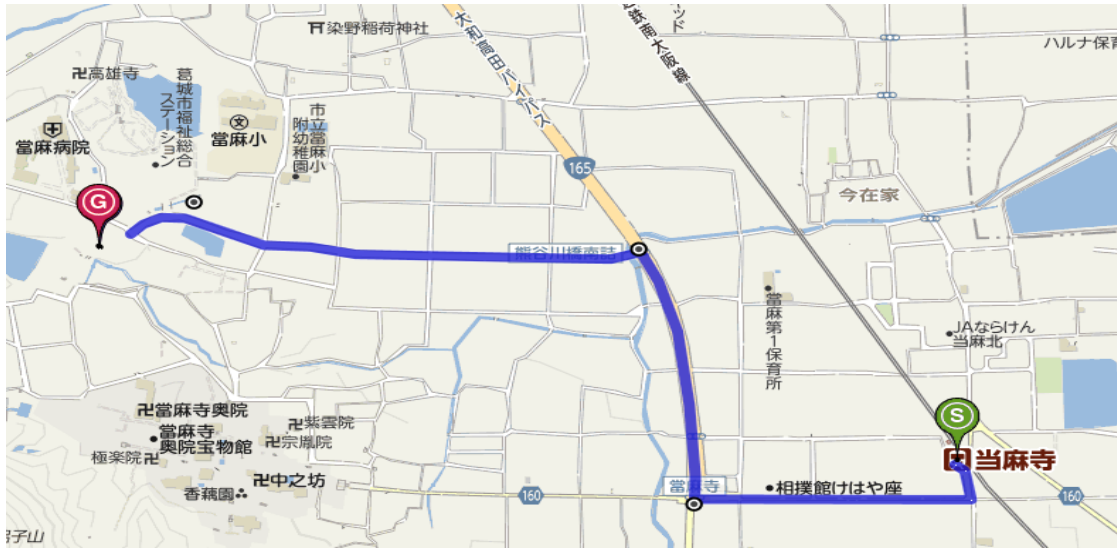 染野稲荷神社
大和高田バイパス
近鉄南大阪線
ハルナ保育
高雄寺
葛城市福祉総合
ステーション
當麻小
文
市立當麻小
附幼稚園
當麻病院
165
今在家
G
熊谷川橋南詰
當麻第1保育所
JAならけん
当麻北
S
當麻寺奥院
當麻寺
奥院宝物館
紫雲院
宗胤院
極楽院
中之坊
香藕園
當麻寺
相撲館けはや座
当麻寺
160
160